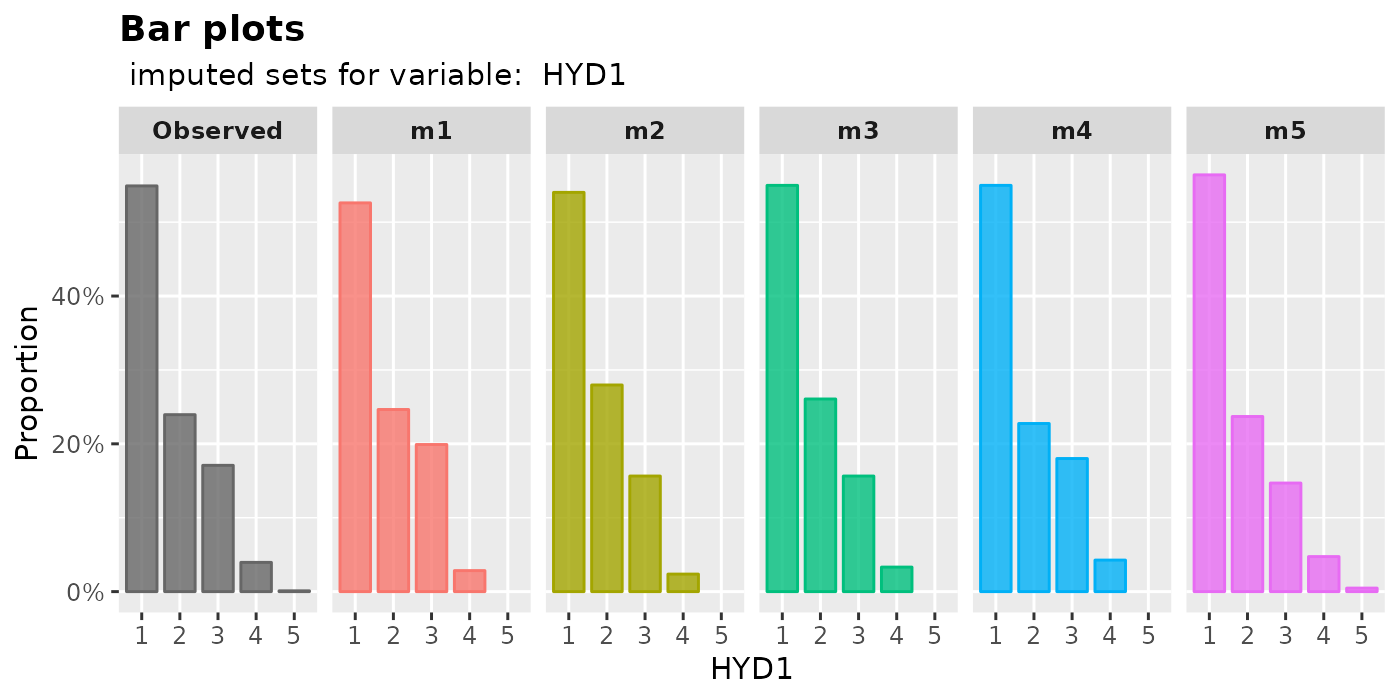 Bar plots
imputed sets for variable: HYD1
Observed m1 m2 m3 m4 m5
Proportion
40%
20%
0%
1 2 3 4 5 1 2 3 4 5 1 2 3 4 5 1 2 3 4 5 1 2 3 4 5 1 2 3 4 5
HYD1